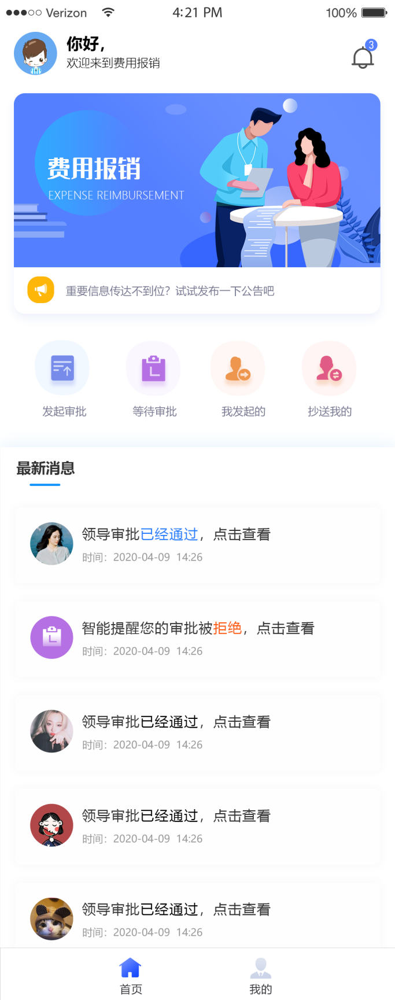 Verizon 4:21 PM 100%
你好，
欢迎来到费用报销
3
费用报销
EXPENSE REIMBURSEMENT
重要信息传达不到位？试试发布一下公告吧
发起审批 等待审批 我发起的 抄送我的
最新消息
领导审批已经通过，点击查看
时间：2020-04-09 14:26
智能提醒您的审批被拒绝，点击查看
时间：2020-04-09 14:26
领导审批已经通过，点击查看
时间：2020-04-09 14:26
领导审批已经通过，点击查看
时间：2020-04-09 14:26
领导审批已经通过，点击查看
时间：2020-04-09 14:26
首页 我的